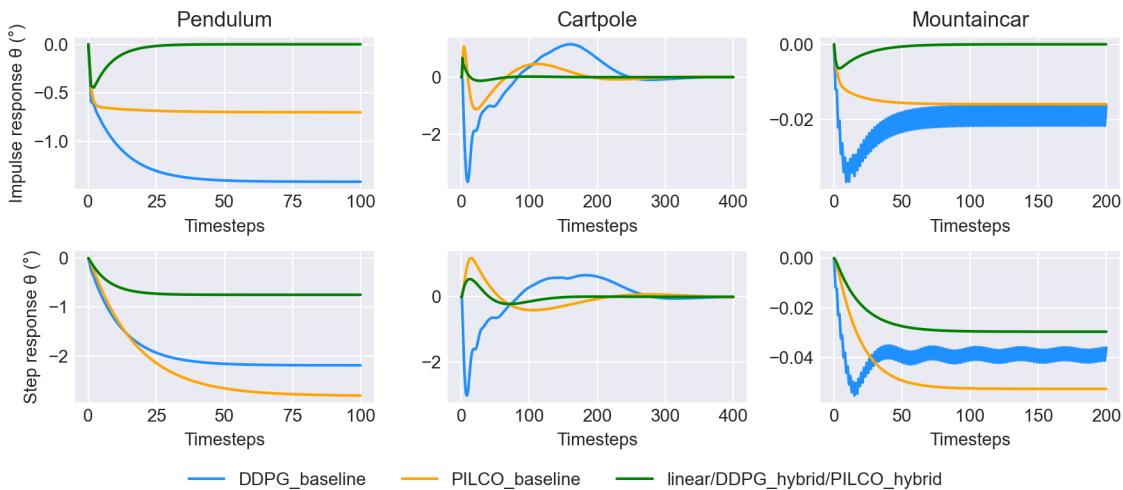 Pendulum
Cartpole
Mountaincar
Impulse response θ (°)
0.0
−0.5
−1.0
0 25 50 75 100
Timesteps
0
−2
0 100 200 300 400
Timesteps
0.00
−0.02
0 50 100 150 200
Timesteps
Step response θ (°)
0
−1
−2
0 25 50 75 100
Timesteps
0
−2
0 100 200 300 400
Timesteps
0.00
−0.02
−0.04
0 50 100 150 200
Timesteps
DDPG_baseline
PILCO_baseline
linear/DDPG_hybrid/PILCO_hybrid